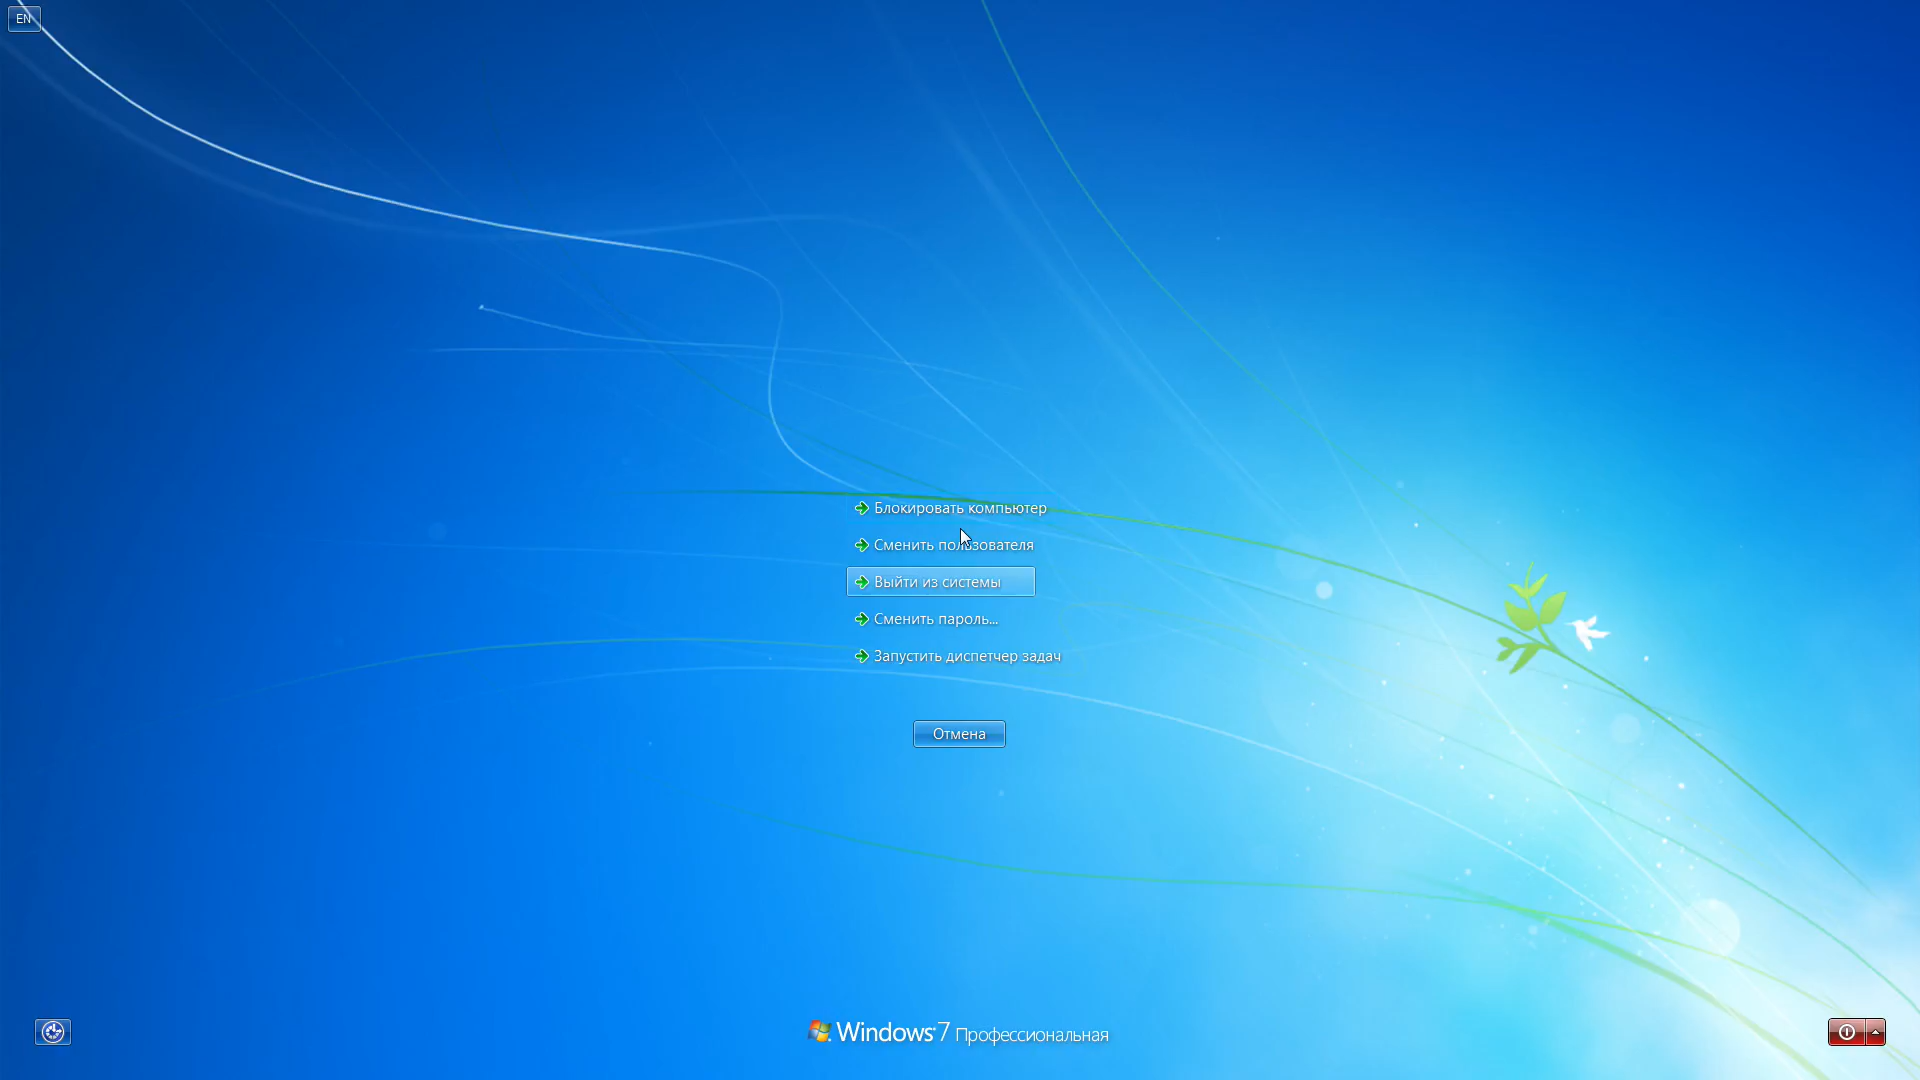 EN
Блокировать компьютер
Сменить пользователя
Выйти из системы
Сменить пароль...
Запустить диспетчер задач
Отмена
Windows 7 Профессиональная